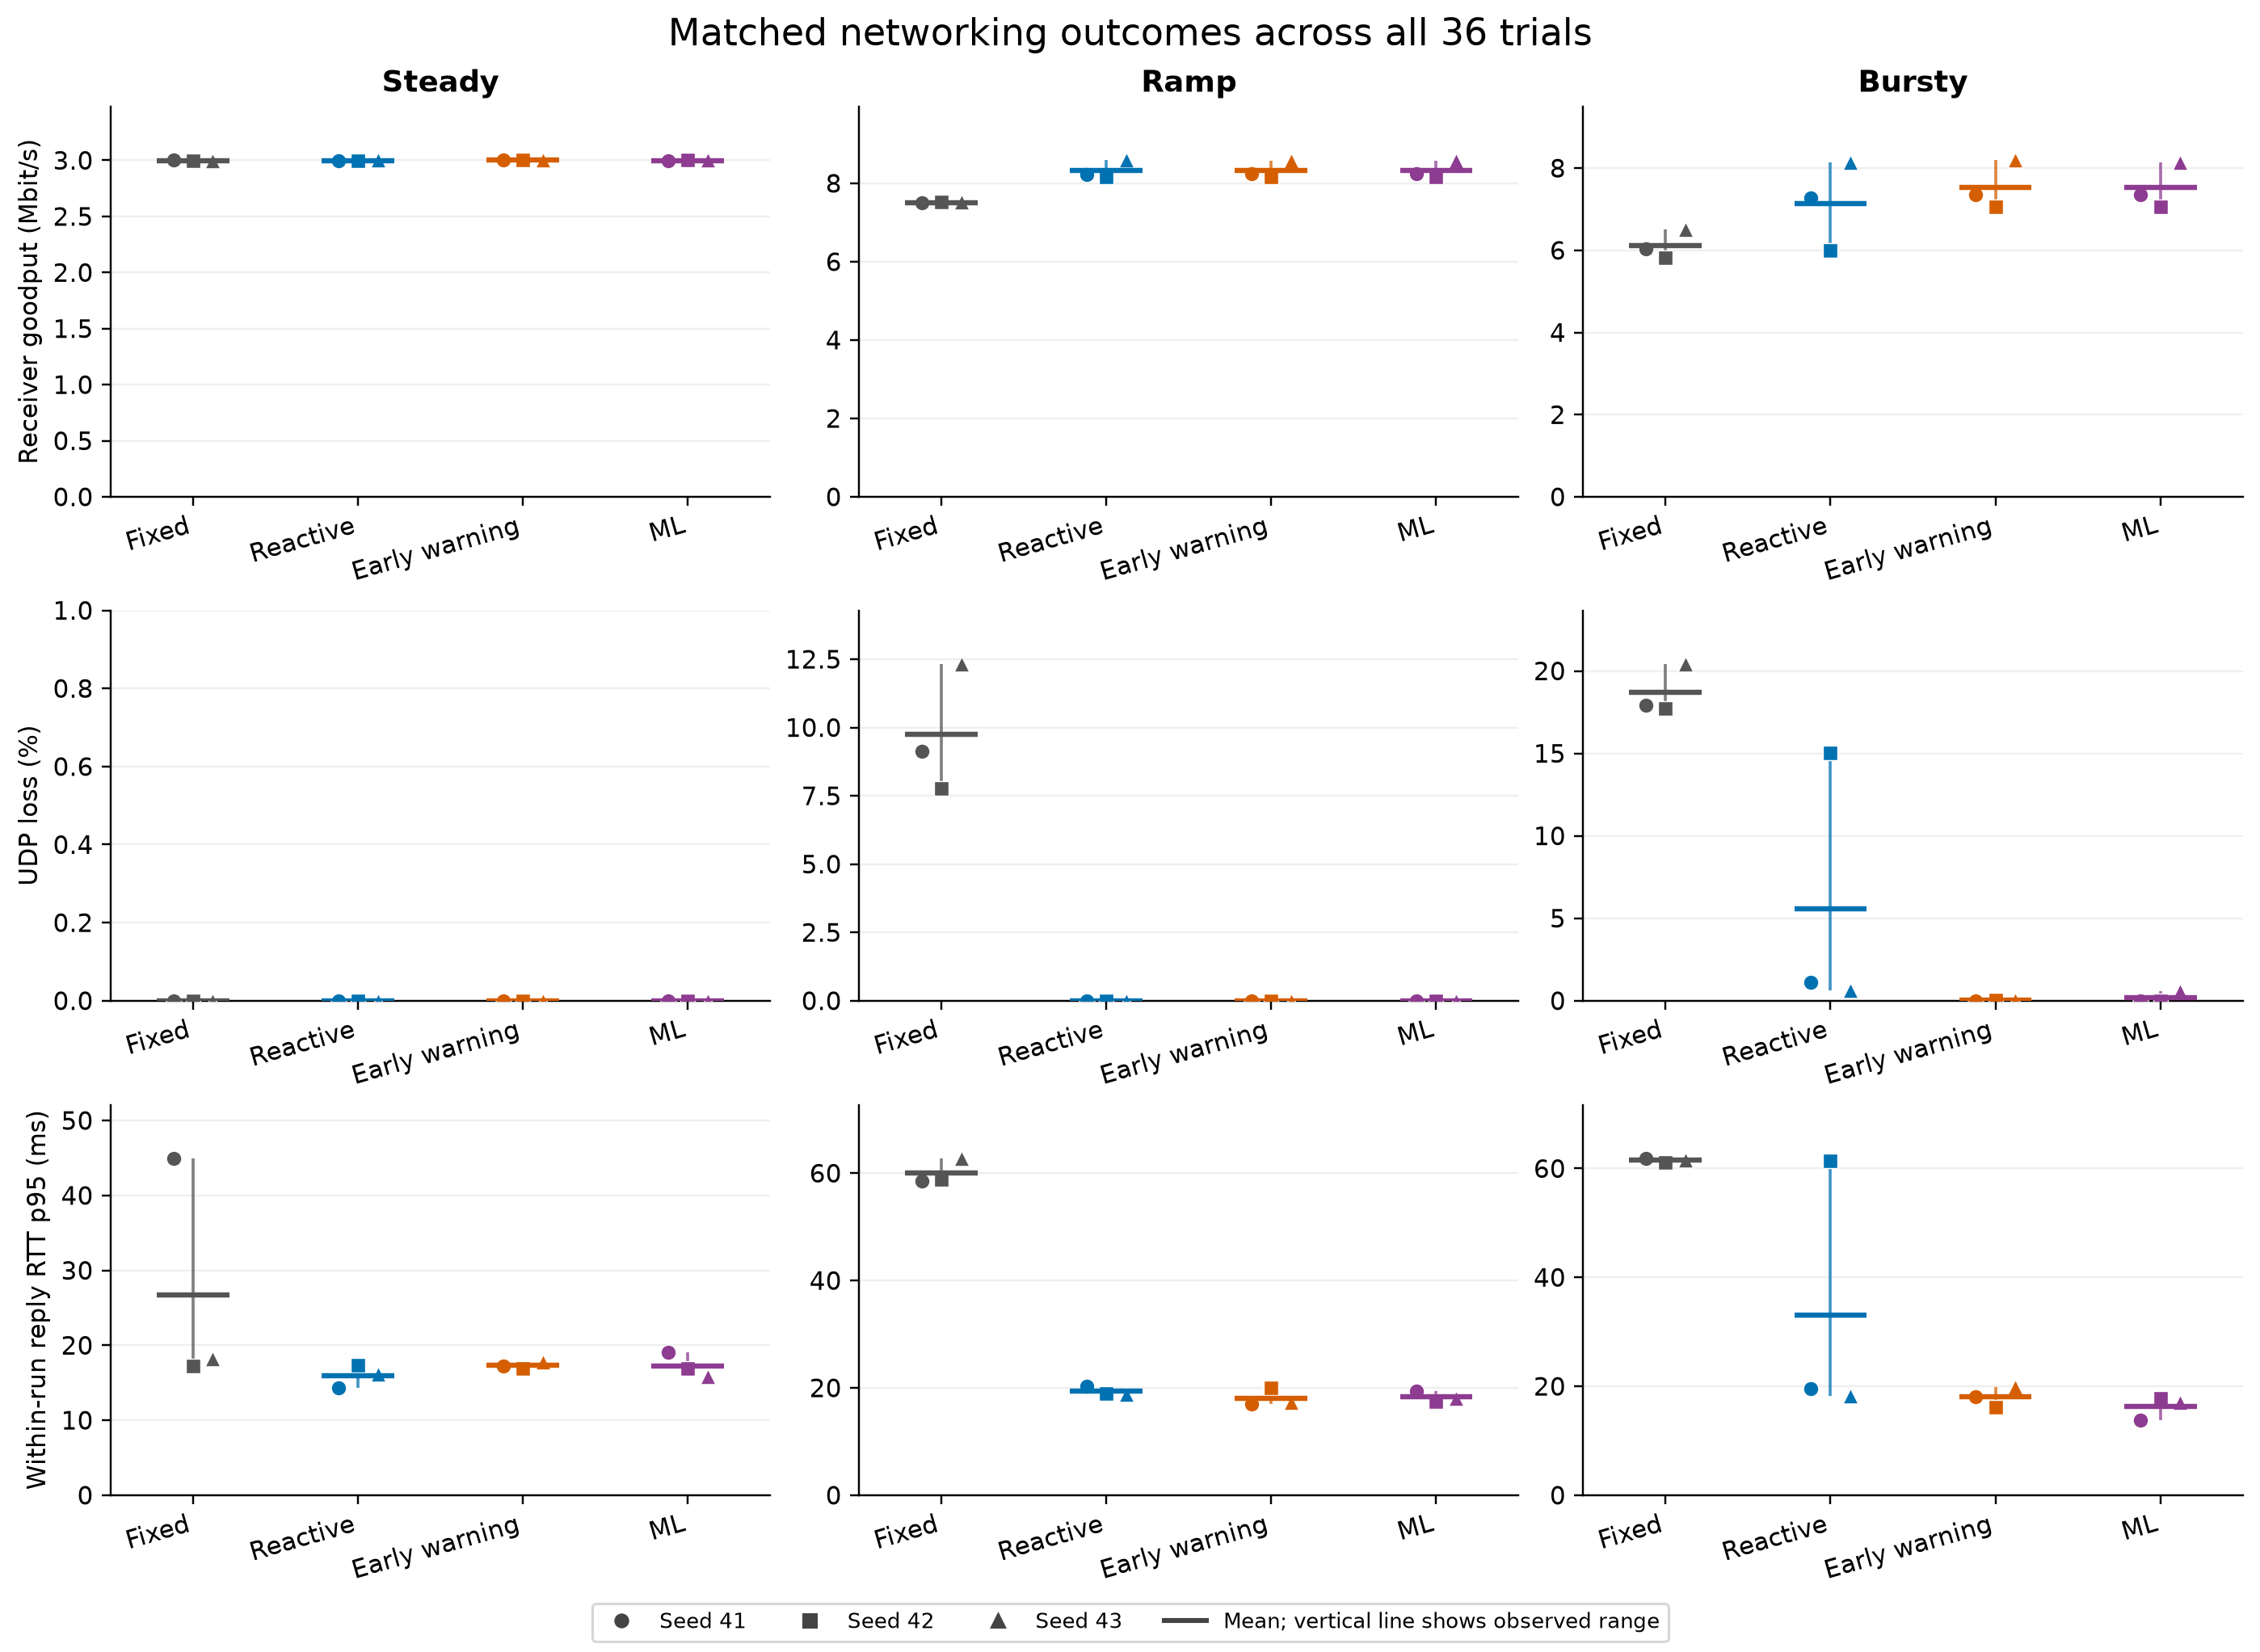 Matched networking outcomes across all 36 trials
Steady
Ramp
Bursty
Receiver goodput (Mbit/s)
3.0
2.5
2.0
1.5
1.0
0.5
0.0
Fixed
Reactive
Early warning
ML
8
6
4
2
0
Fixed
Reactive
Early warning
ML
8
6
4
2
0
Fixed
Reactive
Early warning
ML
UDP loss (%)
1.0
0.8
0.6
0.4
0.2
0.0
Fixed
Reactive
Early warning
ML
12.5
10.0
7.5
5.0
2.5
0.0
Fixed
Reactive
Early warning
ML
20
15
10
5
0
Fixed
Reactive
Early warning
ML
Within-run reply RTT p95 (ms)
50
40
30
20
10
0
Fixed
Reactive
Early warning
ML
60
40
20
0
Fixed
Reactive
Early warning
ML
60
40
20
0
Fixed
Reactive
Early warning
ML
Seed 41
Seed 42
Seed 43
Mean; vertical line shows observed range